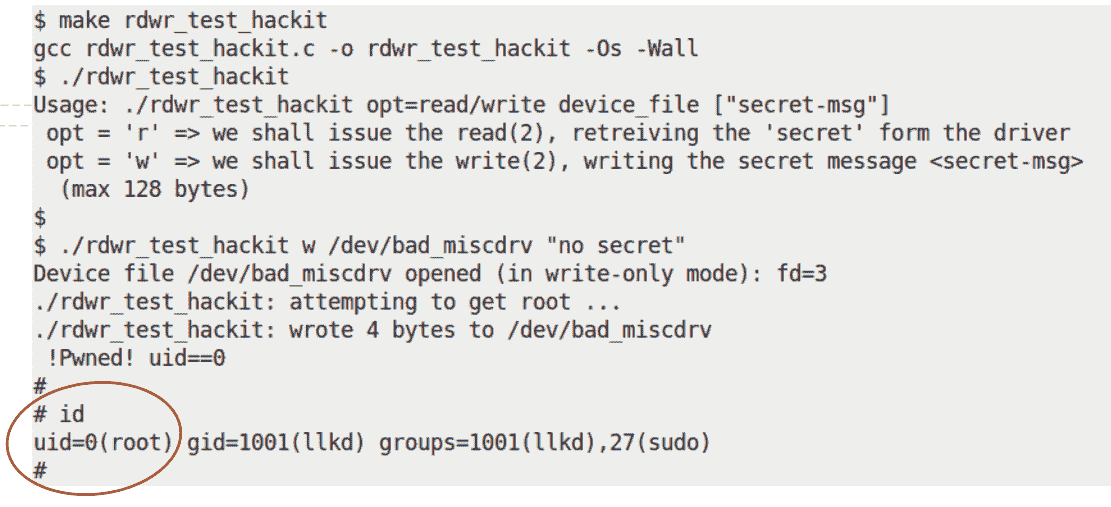 $ make rdwr_test_hackit
gcc rdwr_test_hackit.c -o rdwr_test_hackit -Os -Wall
$ ./rdwr_test_hackit
Usage: ./rdwr_test_hackit opt=read/write device_file ["secret-msg"]
 opt = 'r' => we shall issue the read(2), retreiving the 'secret' form the driver
 opt = 'w' => we shall issue the write(2), writing the secret message <secret-msg>
  (max 128 bytes)
$
$ ./rdwr_test_hackit w /dev/bad_miscdrv "no secret"
Device file /dev/bad_miscdrv opened (in write-only mode): fd=3
./rdwr_test_hackit: attempting to get root ...
./rdwr_test_hackit: wrote 4 bytes to /dev/bad_miscdrv
 !Pwned! uid==0
#
# id
uid=0(root) gid=1001(llkd) groups=1001(llkd),27(sudo)
#